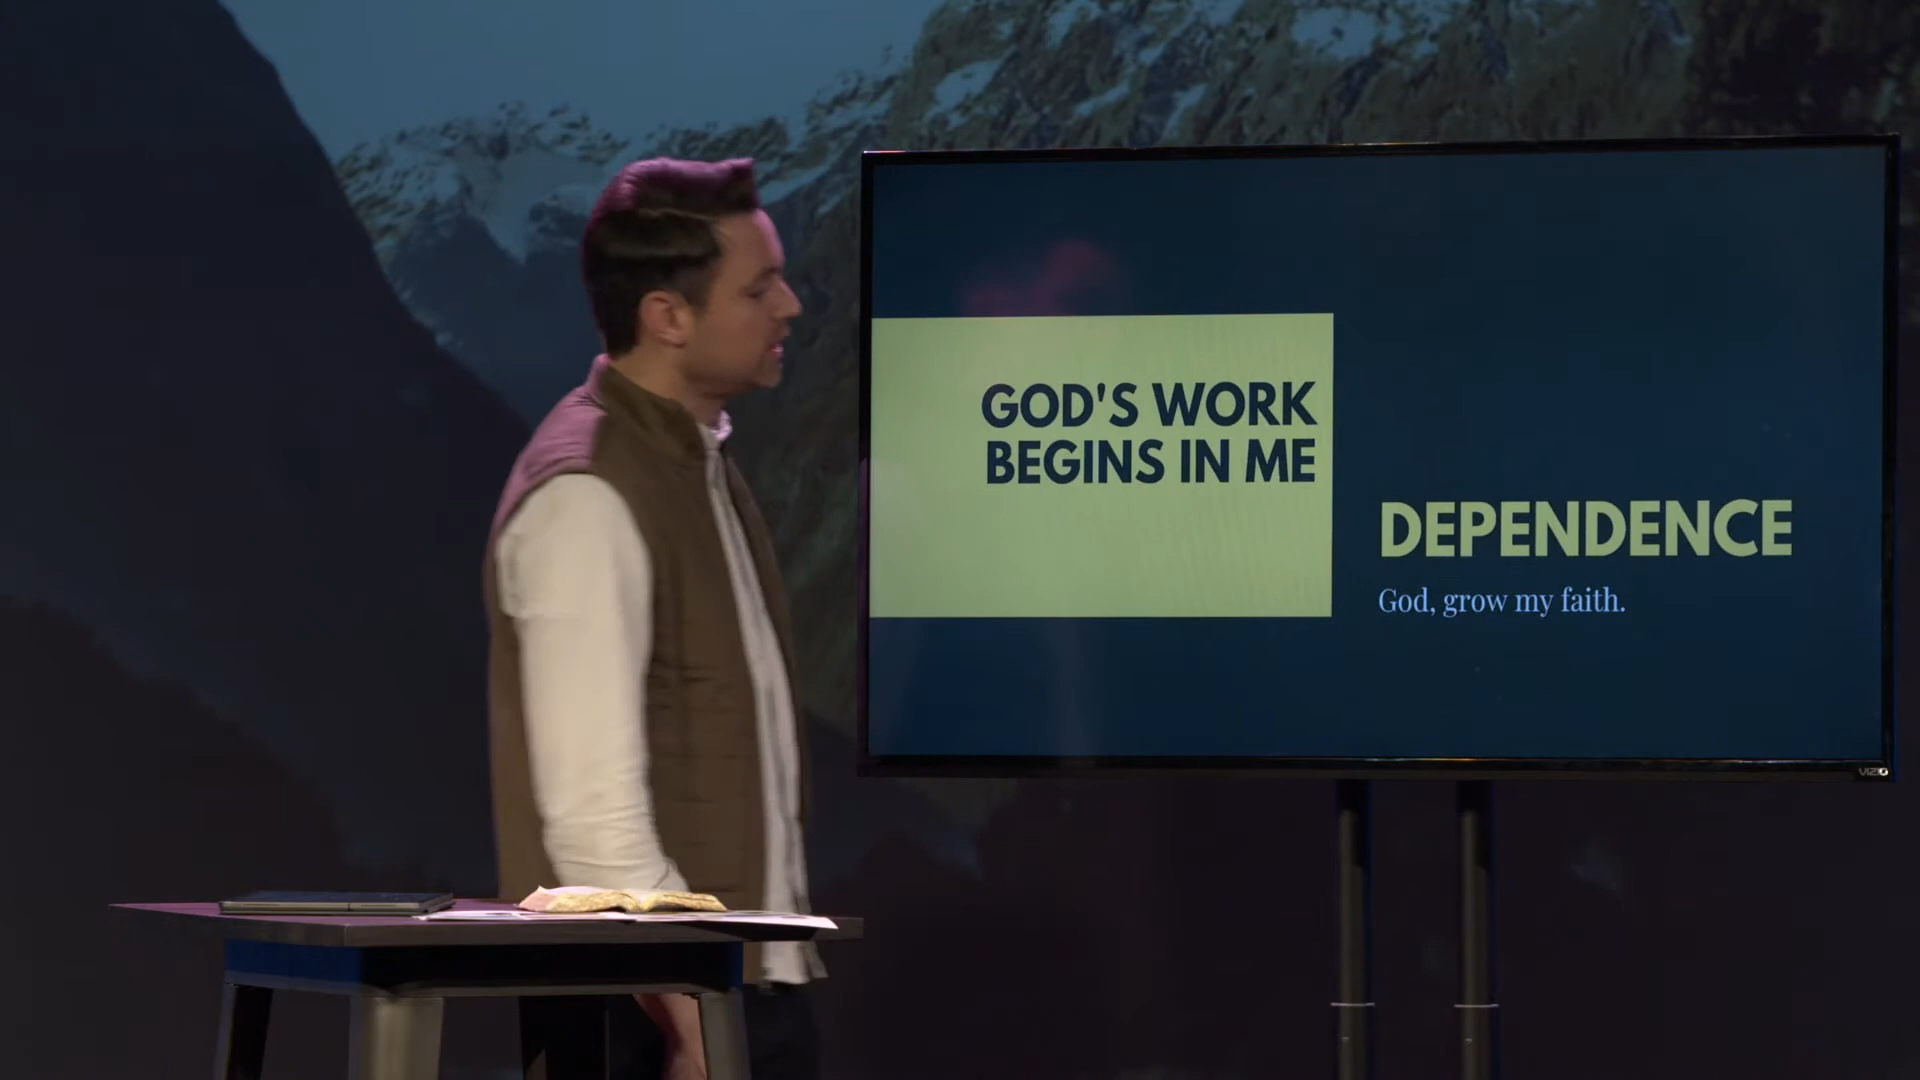 GOD'S WORK
BEGINS IN ME
DEPENDENCE
God, grow my faith.
VIZIO